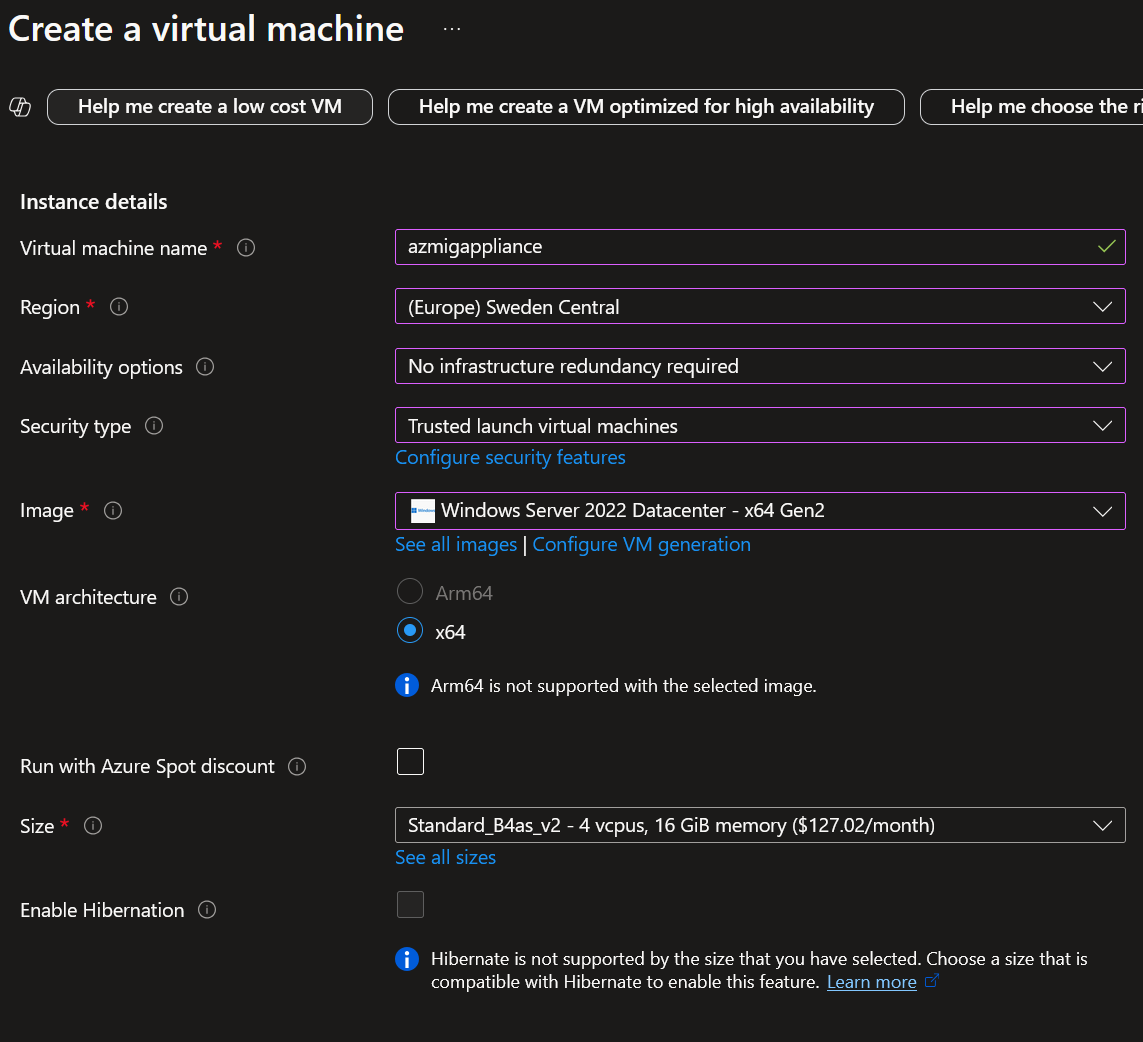 Create a virtual machine ...
Help me create a low cost VM
Help me create a VM optimized for high availability
Help me choose the ri
Instance details
Virtual machine name *
azmigappliance
Region *
(Europe) Sweden Central
Availability options
No infrastructure redundancy required
Security type
Trusted launch virtual machines
Configure security features
Image *
Windows Server 2022 Datacenter - x64 Gen2
See all images | Configure VM generation
VM architecture
Arm64
x64
Arm64 is not supported with the selected image.
Run with Azure Spot discount
Size *
Standard_B4as_v2 - 4 vcpus, 16 GiB memory ($127.02/month)
See all sizes
Enable Hibernation
Hibernate is not supported by the size that you have selected. Choose a size that is
compatible with Hibernate to enable this feature. Learn more